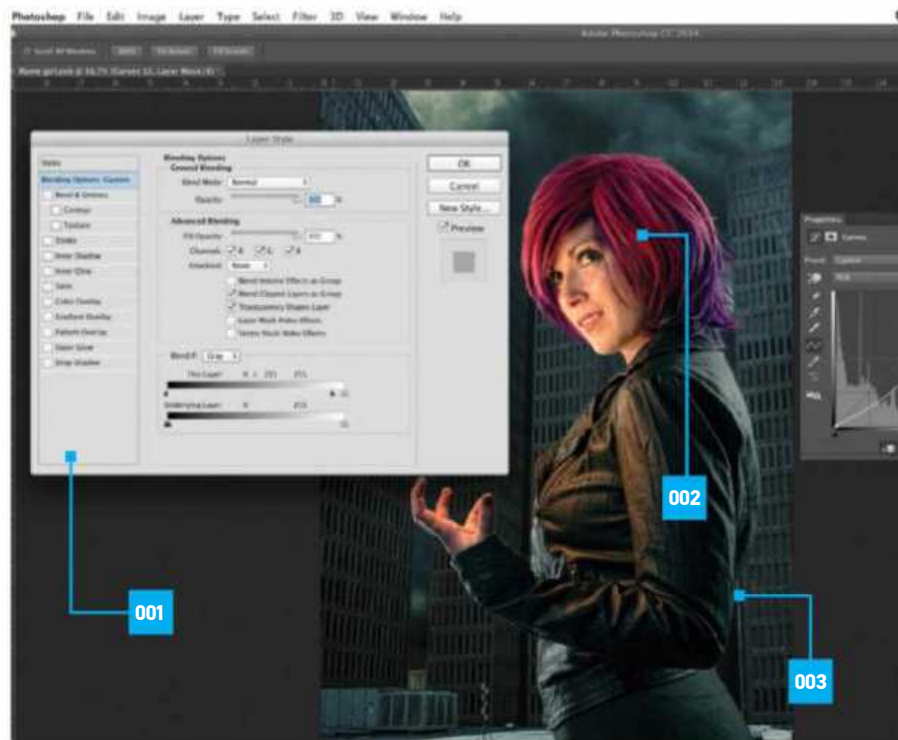 Photoshop File Edit Image Layer Type Select Filter 3D View Window Help
Adobe Photoshop CC 2014
Layer Style
Styles
Blending Options: Custom
Bevel & Emboss
Contour
Texture
Stroke
Inner Shadow
Inner Glow
Satin
Color Overlay
Gradient Overlay
Pattern Overlay
Outer Glow
Drop Shadow
Blending Options
General Blending
Blend Mode: Normal
Opacity: %
Advanced Blending
Fill Opacity: %
Channels: R G B
Knockout: None
Blend Interior Effects as Group
Blend Clipped Layers as Group
Transparency Shapes Layer
Layer Mask Hides Effects
Vector Mask Hides Effects
Blend If: Gray
This Layer:
Underlying Layer:
OK
Cancel
New Style...
Preview
Properties
Curves
Preset: Custom
RGB
001
002
003